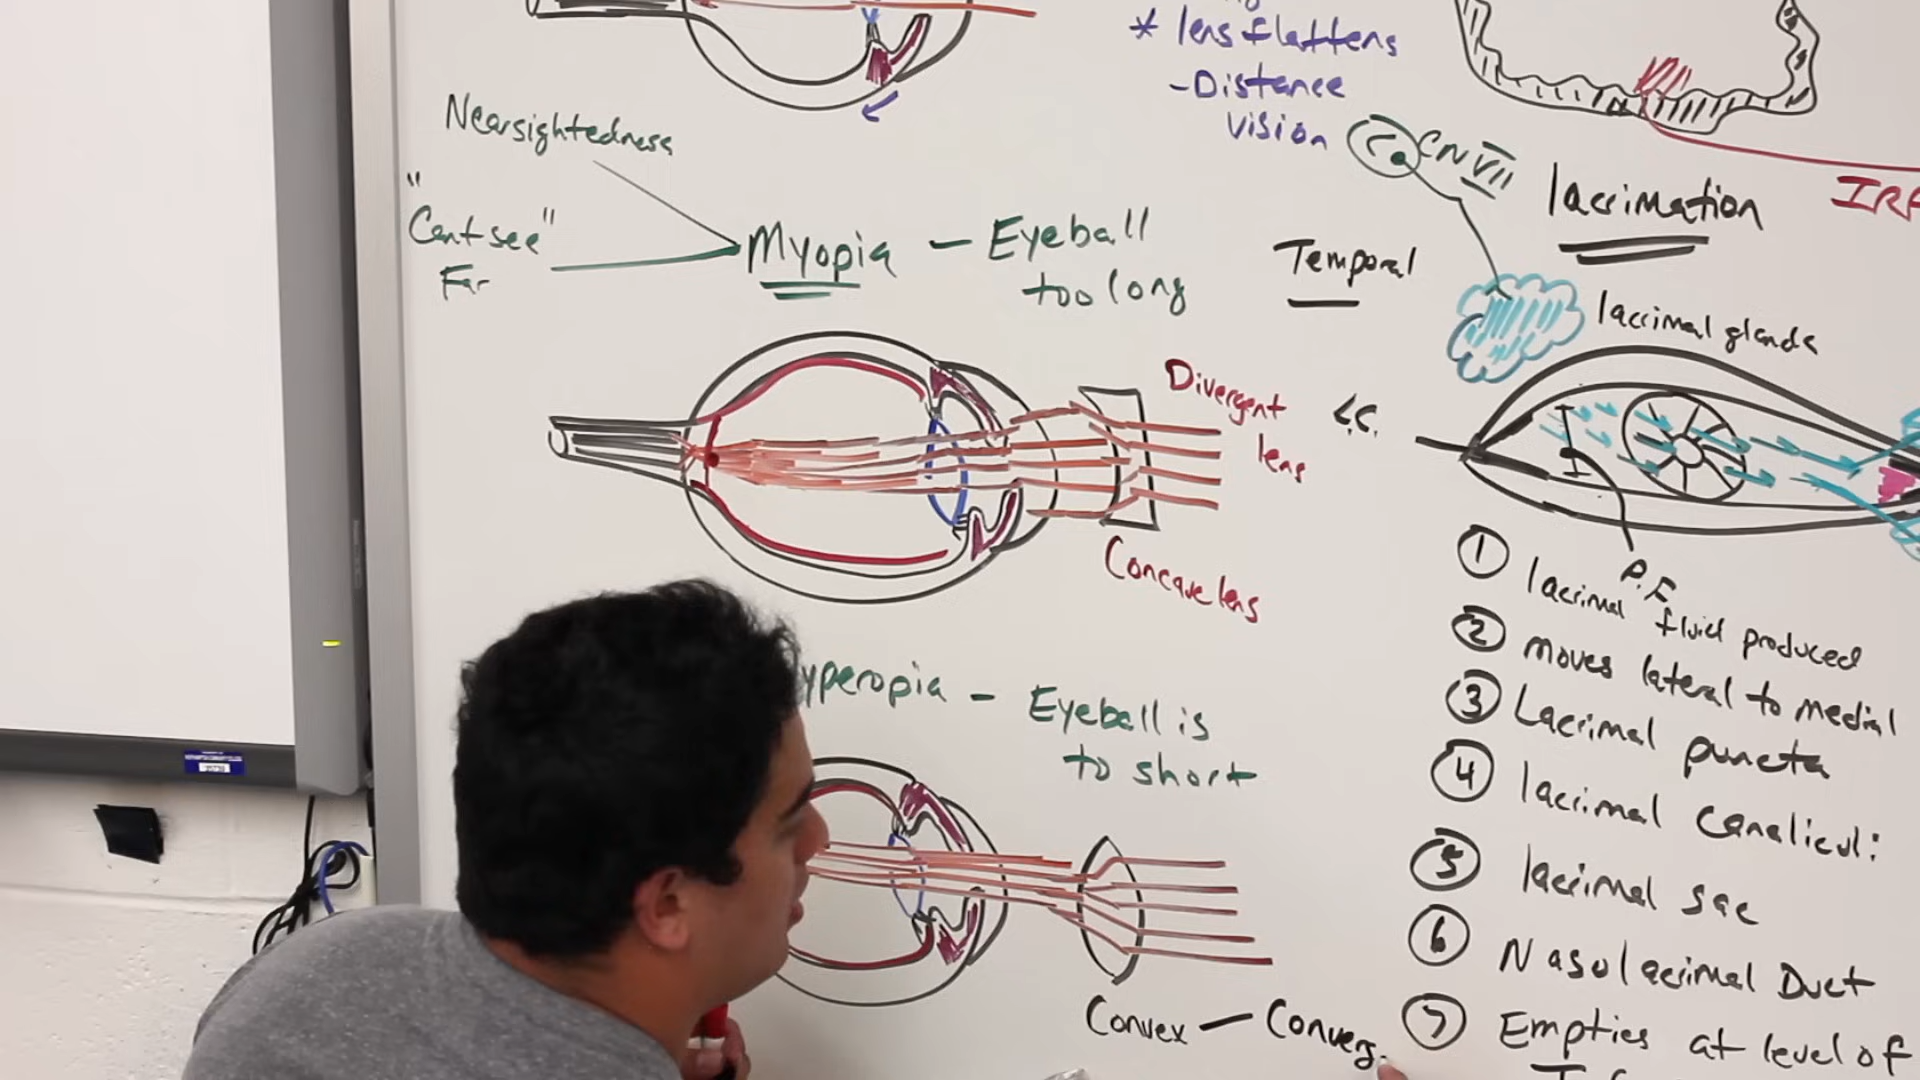 * lens flattens
- Distance
vision
CN VII
Nearsightedness
"Cant see"
Far
Myopia - Eyeball
too long
Temporal
lacrimation
lacrimal glands
Divergent
lens
L.C.
Concave lens
P.F.
yperopia - Eyeball is
to short
Convex - Converg
① lacrimal fluid produced
② moves lateral to medial
③ Lacrimal puncta
④ lacrimal canaliculi
⑤ lacrimal sac
⑥ Nasolacrimal Duct
⑦ Empties at level of